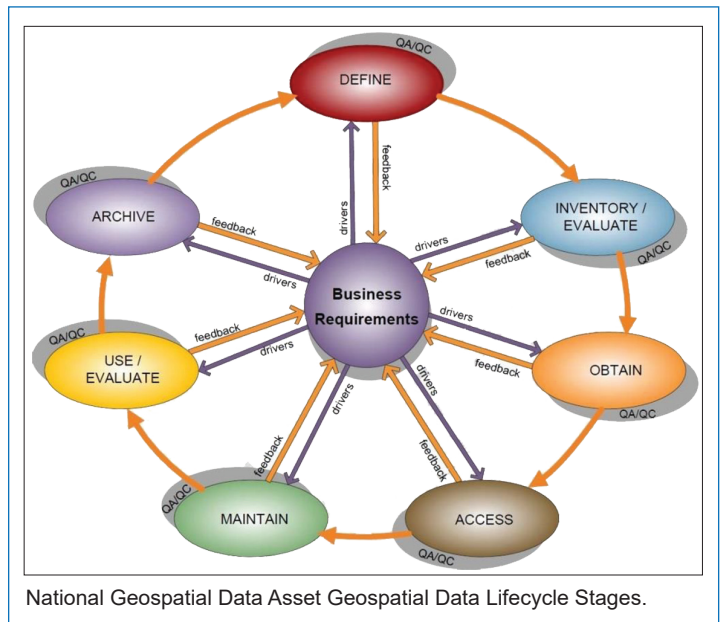 QA/QC
DEFINE
feedback
drivers
QA/QC
ARCHIVE
feedback
drivers
INVENTORY /
EVALUATE
QA/QC
drivers
feedback
Business
Requirements
drivers
feedback
OBTAIN
QA/QC
QA/QC
USE /
EVALUATE
feedback
drivers
drivers
feedback
QA/QC
MAINTAIN
drivers
feedback
ACCESS
QA/QC
National Geospatial Data Asset Geospatial Data Lifecycle Stages.